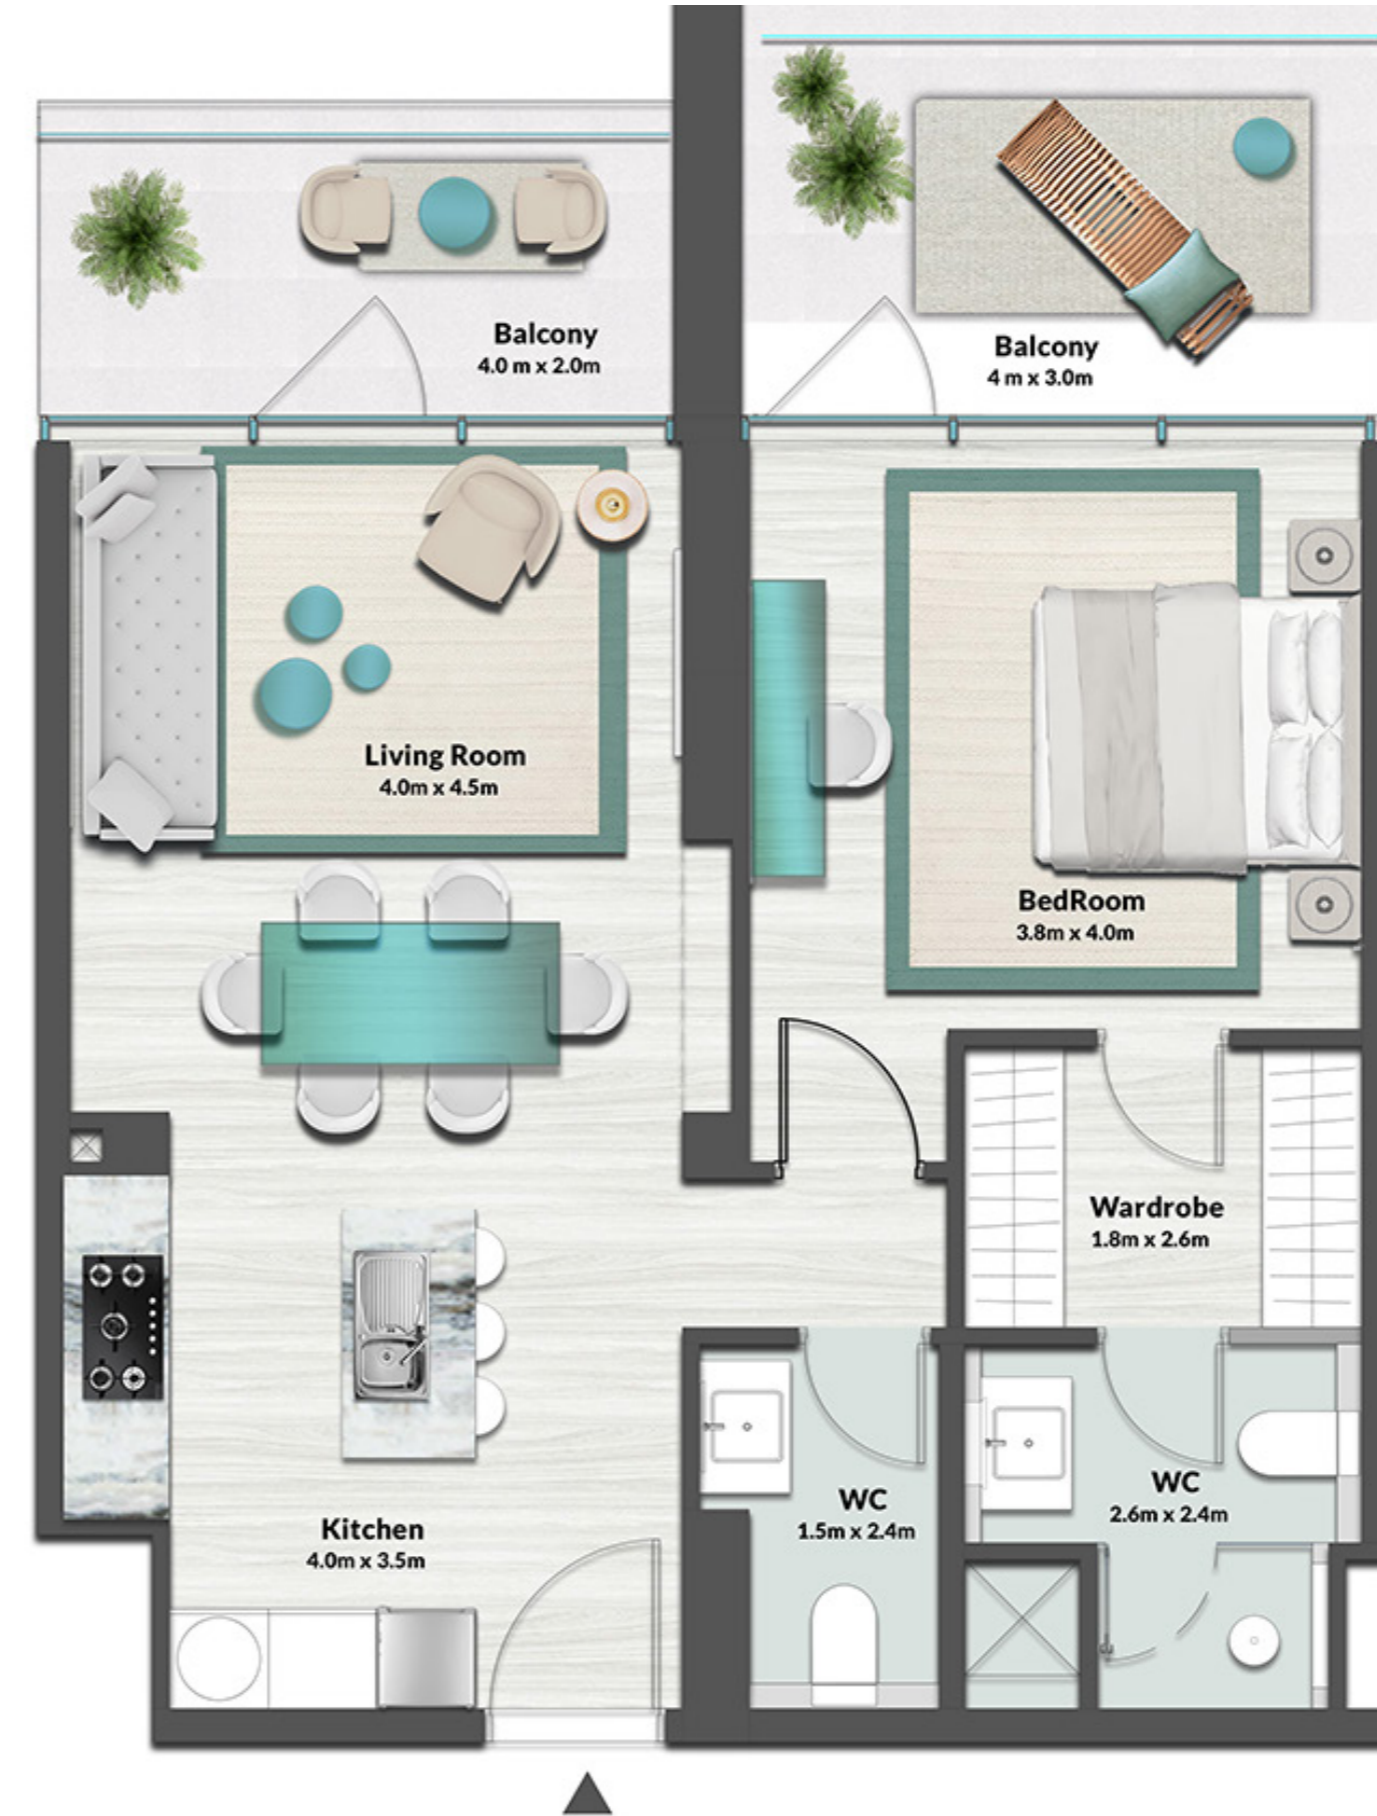 Balcony
4.0 m x 2.0m
Balcony
4 m x 3.0m
Living Room
4.0m x 4.5m
BedRoom
3.8m x 4.0m
Wardrobe
1.8m x 2.6m
WC
1.5m x 2.4m
WC
2.6m x 2.4m
Kitchen
4.0m x 3.5m